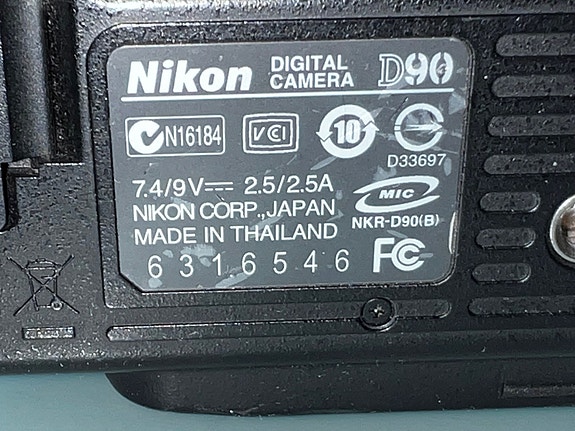 Nikon DIGITAL CAMERA D90
N16184 VCI 10 D33697
7.4/9V⎓ 2.5/2.5A
NIKON CORP.,JAPAN
MADE IN THAILAND
MIC
NKR-D90(B)
6316546 FC